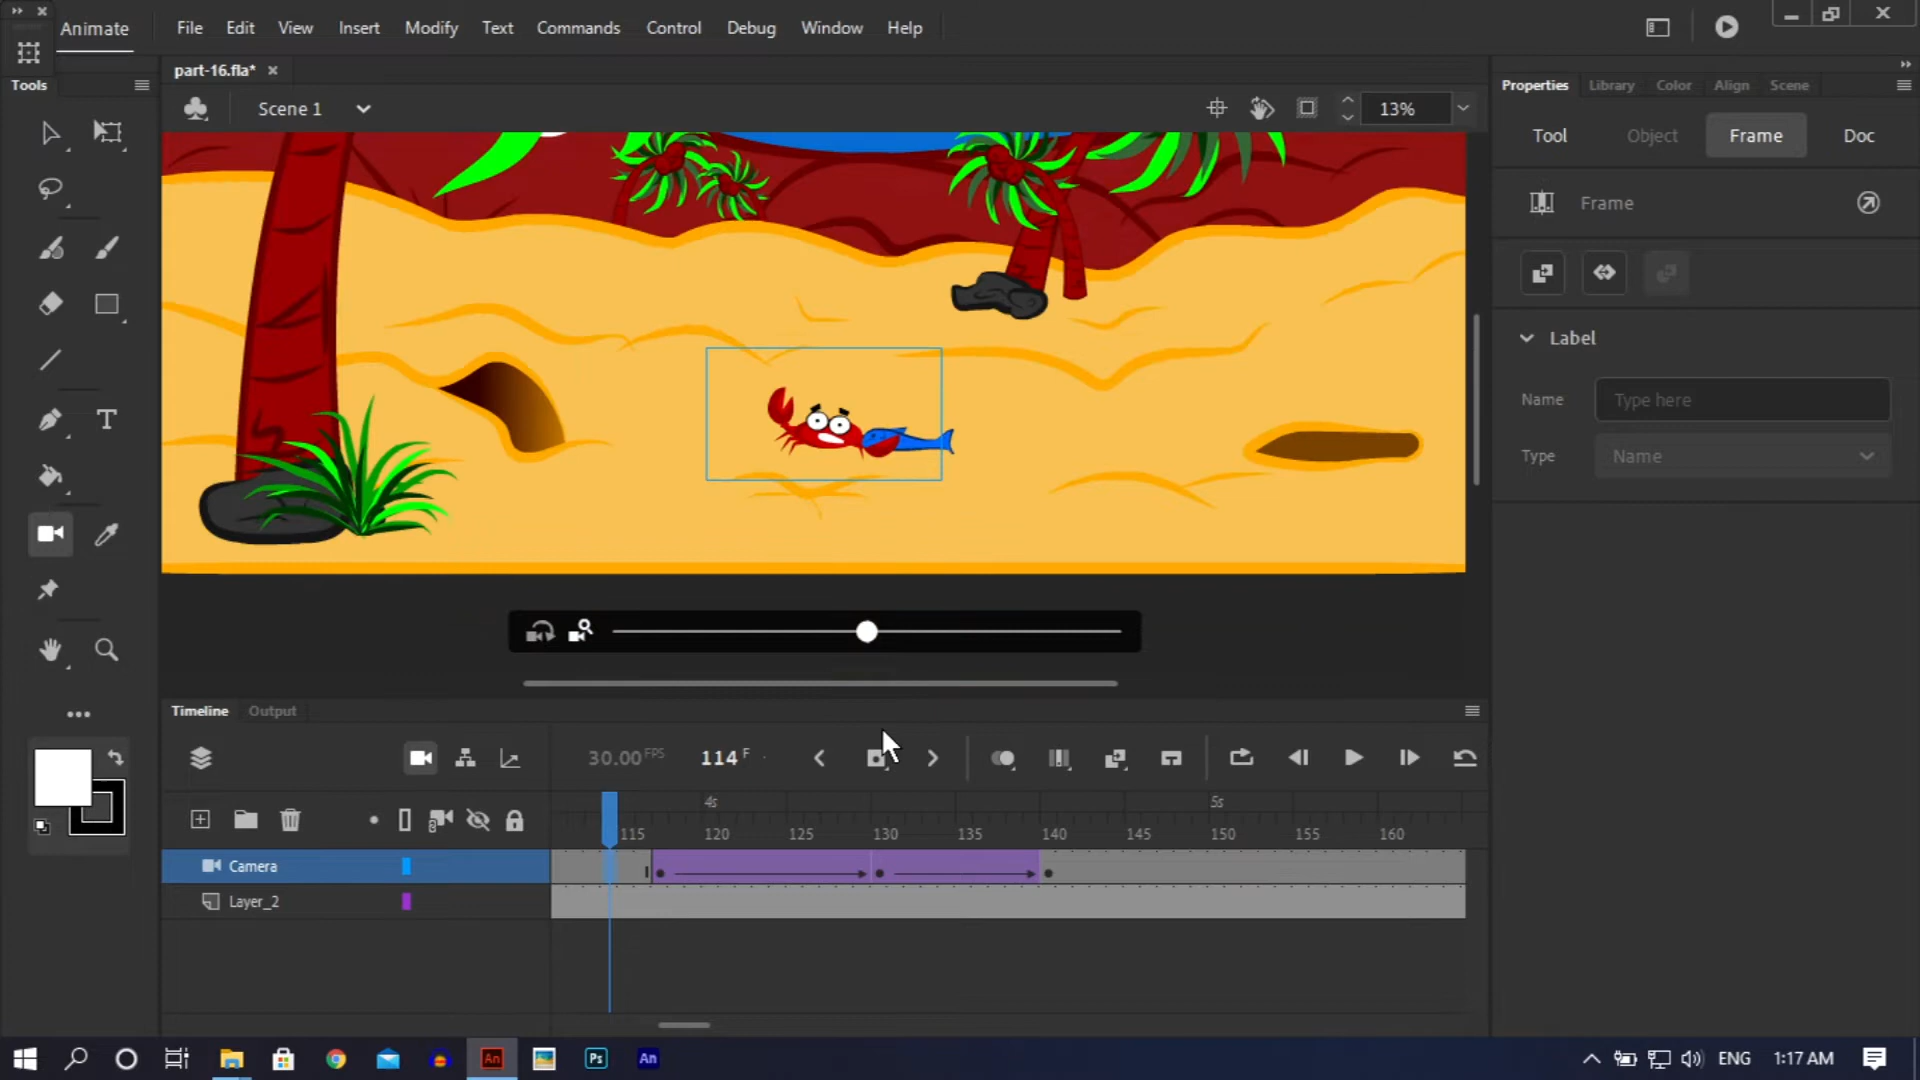 Animate File Edit View Insert Modify Text Commands Control Debug Window Help
part-16.fla*
Tools
Scene 1
13%
Properties Library Color Align Scene
Tool Object Frame Doc
Frame
Label
Name Type here
Type Name
Timeline Output
30.00 FPS 114 F
4s 5s
115 120 125 130 135 140 145 150 155 160
Camera
Layer_2
An Ps An ENG 1:17 AM